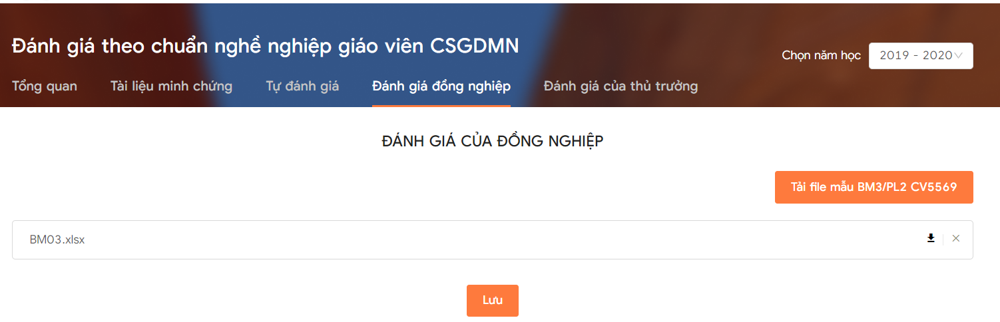 Đánh giá theo chuẩn nghề nghiệp giáo viên CSGDMN
Chọn năm học 2019 - 2020
Tổng quan Tài liệu minh chứng Tự đánh giá Đánh giá đồng nghiệp Đánh giá của thủ trưởng
ĐÁNH GIÁ CỦA ĐỒNG NGHIỆP
Tải file mẫu BM3/PL2 CV5569
BM03.xlsx
Lưu